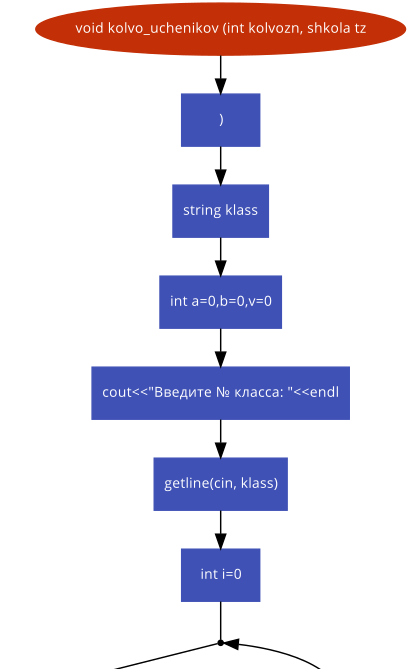 void kolvo_uchenikov (int kolvozn, shkola tz
)
string klass
int a=0,b=0,v=0
cout<<"Введите № класса: "<<endl
getline(cin, klass)
int i=0